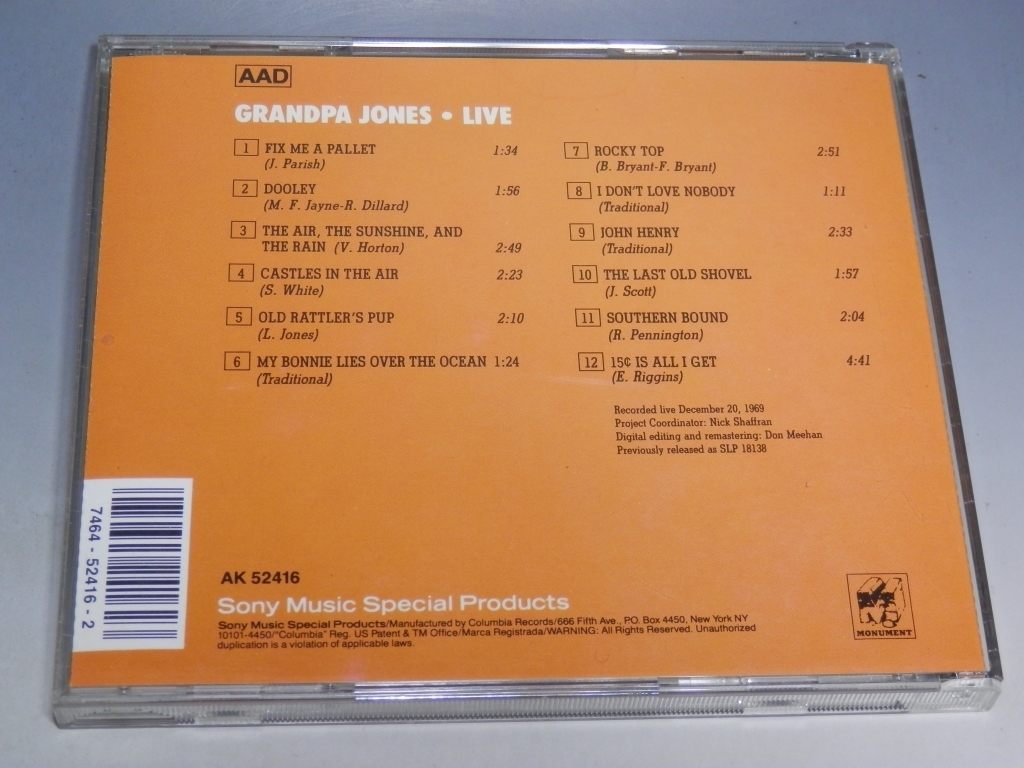 AAD
GRANDPA JONES • LIVE
1 FIX ME A PALLET 1:34
(J. Parish)
2 DOOLEY 1:56
(M. F. Jayne-R. Dillard)
3 THE AIR, THE SUNSHINE, AND
THE RAIN (V. Horton) 2:49
4 CASTLES IN THE AIR 2:23
(S. White)
5 OLD RATTLER'S PUP 2:10
(L. Jones)
6 MY BONNIE LIES OVER THE OCEAN 1:24
(Traditional)
7 ROCKY TOP 2:51
(B. Bryant-F. Bryant)
8 I DON'T LOVE NOBODY 1:11
(Traditional)
9 JOHN HENRY 2:33
(Traditional)
10 THE LAST OLD SHOVEL 1:57
(J. Scott)
11 SOUTHERN BOUND 2:04
(R. Pennington)
12 15¢ IS ALL I GET 4:41
(E. Riggins)
Recorded live December 20, 1969
Project Coordinator: Nick Shaffran
Digital editing and remastering: Don Meehan
Previously released as SLP 18138
7464 - 52416 - 2
AK 52416
Sony Music Special Products
Sony Music Special Products/Manufactured by Columbia Records/666 Fifth Ave., PO. Box 4450, New York NY
10101-4450/"Columbia" Reg. US Patent & TM Office/Marca Registrada/WARNING: All Rights Reserved. Unauthorized
duplication is a violation of applicable laws.
MONUMENT